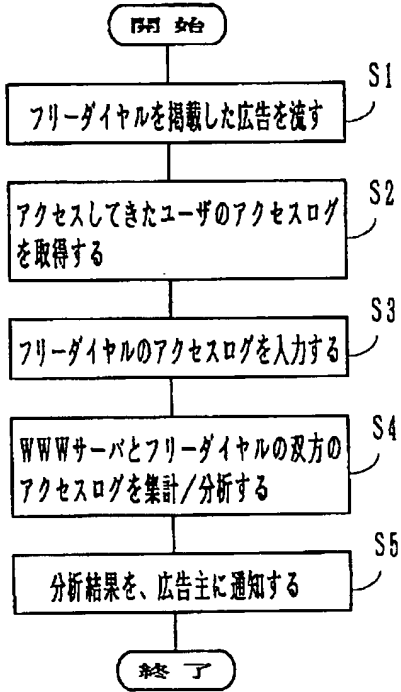 開始
S1
フリーダイヤルを掲載した広告を流す
S2
アクセスしてきたユーザのアクセスログ
を取得する
S3
フリーダイヤルのアクセスログを入力する
S4
WWWサーバとフリーダイヤルの双方の
アクセスログを集計/分析する
S5
分析結果を、広告主に通知する
終了